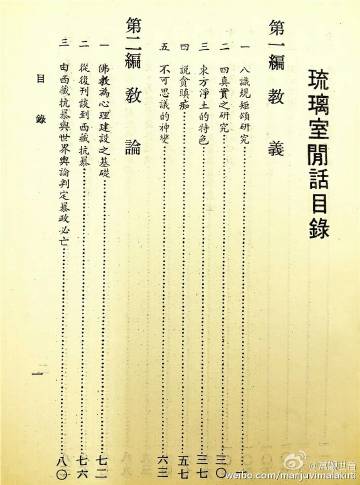 琉璃室閒話目錄
第一編 教義
一 八識規矩頌研究 一
二 四真實之研究 三〇
三 東方淨土的特色 三七
四 説貪瞋痴 五七
五 不可思議的神變 六三
第二編 教論
一 佛教為心理建設之基礎 七二
二 從復刊談到西藏抗暴 七六
三 由西藏抗暴與世界輿論判定暴政必亡 八〇
目錄
一
weibo.com/manjuvimalakirti